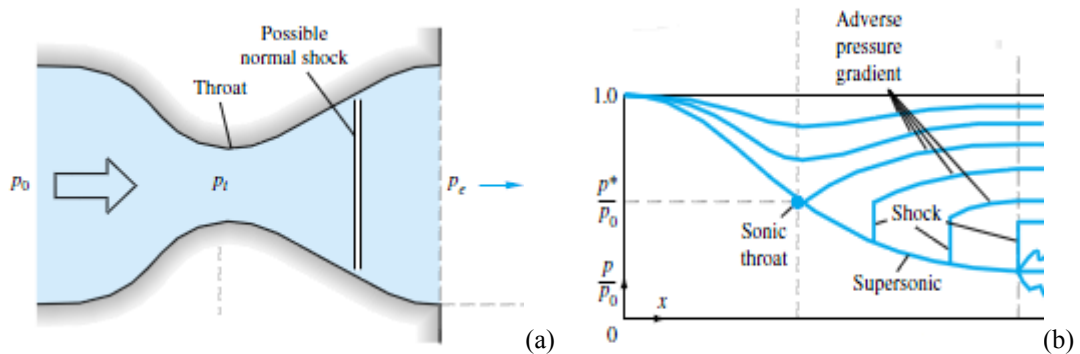 Possible
normal shock
Throat
p0
pt
pe
(a)
Adverse
pressure
gradient
1.0
p*
p0
Shock
Sonic
throat
Supersonic
p
p0
x
0
(b)